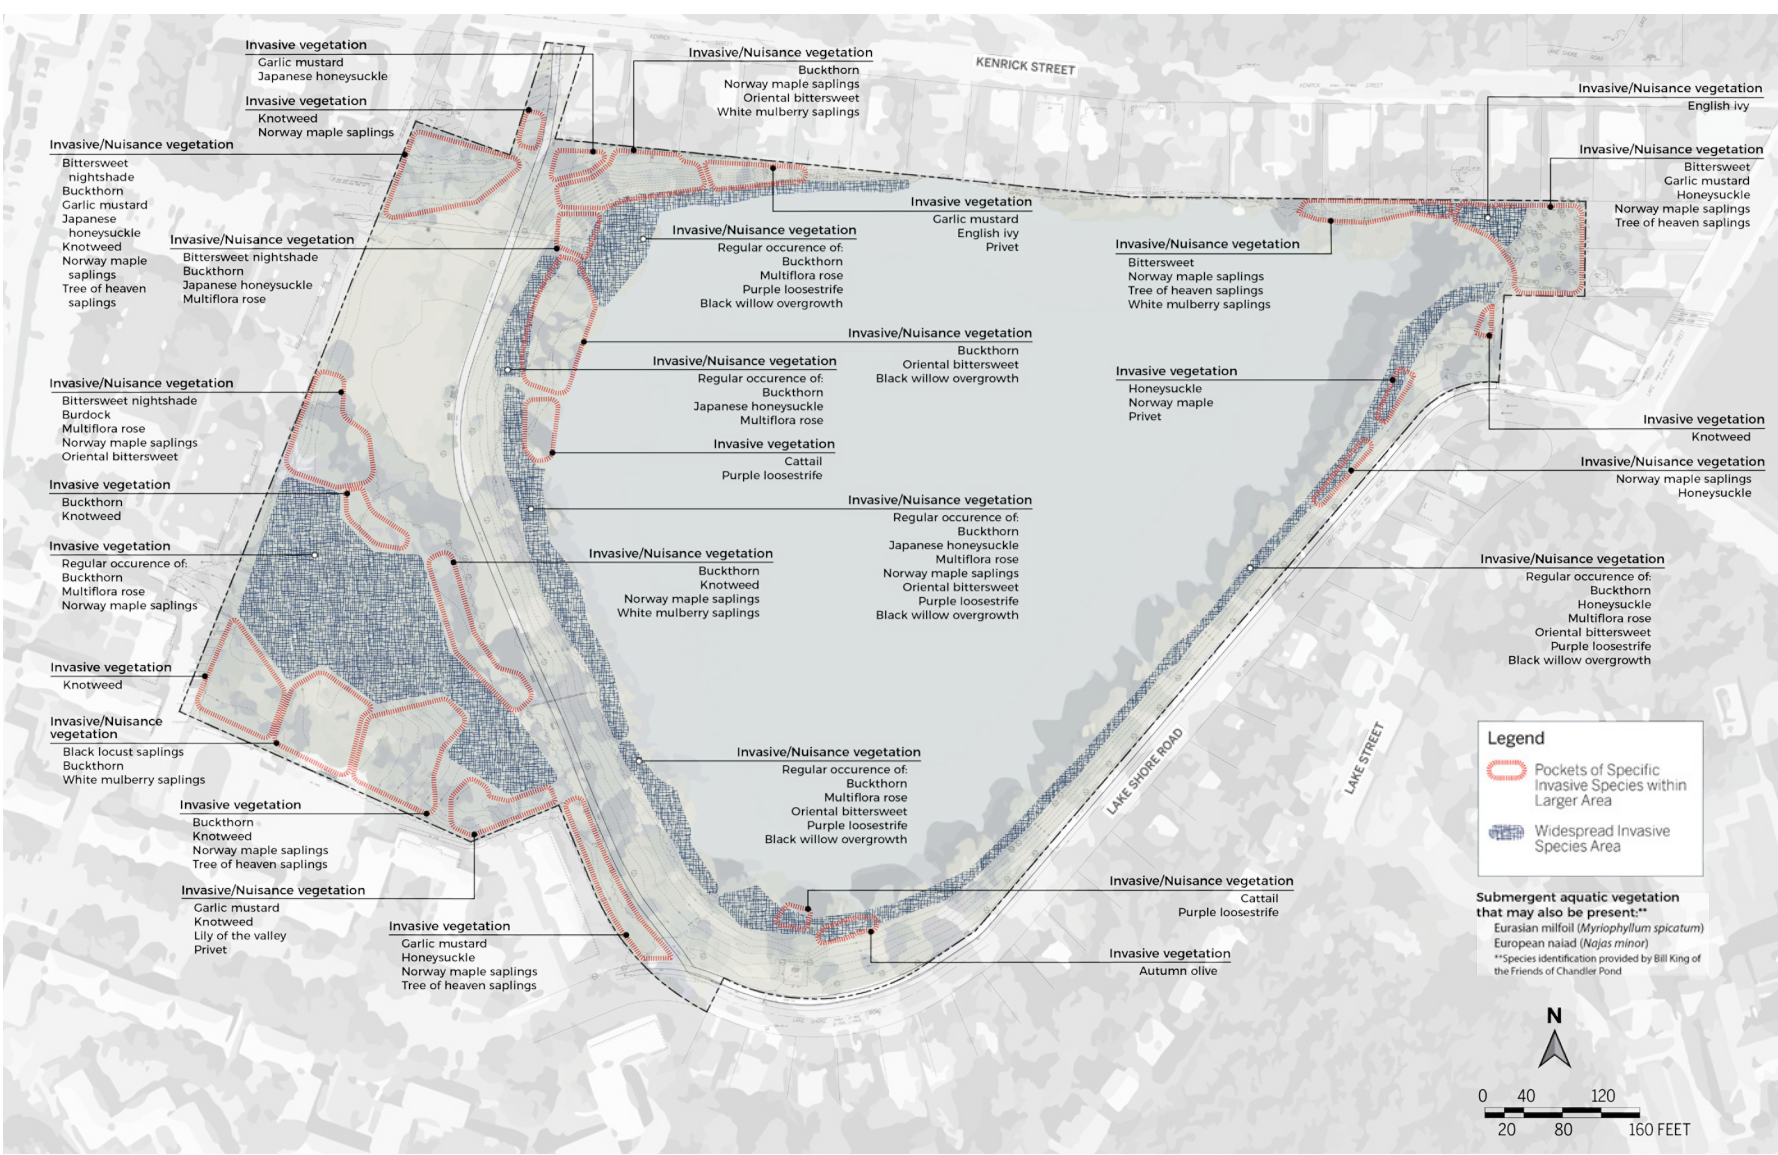 Invasive vegetation
Garlic mustard
Japanese honeysuckle
Invasive vegetation
Knotweed
Norway maple saplings
Invasive/Nuisance vegetation
Bittersweet
nightshade
Buckthorn
Garlic mustard
Japanese
honeysuckle
Knotweed
Norway maple
saplings
Tree of heaven
saplings
Invasive/Nuisance vegetation
Bittersweet nightshade
Buckthorn
Japanese honeysuckle
Multiflora rose
Invasive/Nuisance vegetation
Buckthorn
Norway maple saplings
Oriental bittersweet
White mulberry saplings
KENRICK STREET
Invasive vegetation
Garlic mustard
English ivy
Privet
Invasive/Nuisance vegetation
Regular occurence of:
Buckthorn
Multiflora rose
Purple loosestrife
Black willow overgrowth
Invasive/Nuisance vegetation
Buckthorn
Oriental bittersweet
Black willow overgrowth
Invasive/Nuisance vegetation
Regular occurence of:
Buckthorn
Japanese honeysuckle
Multiflora rose
Invasive vegetation
Cattail
Purple loosestrife
Invasive/Nuisance vegetation
Regular occurence of:
Buckthorn
Japanese honeysuckle
Multiflora rose
Norway maple saplings
Oriental bittersweet
Purple loosestrife
Black willow overgrowth
Invasive/Nuisance vegetation
Buckthorn
Knotweed
Norway maple saplings
White mulberry saplings
Invasive/Nuisance vegetation
Regular occurence of:
Buckthorn
Multiflora rose
Oriental bittersweet
Purple loosestrife
Black willow overgrowth
Invasive/Nuisance vegetation
Bittersweet nightshade
Burdock
Multiflora rose
Norway maple saplings
Oriental bittersweet
Invasive vegetation
Buckthorn
Knotweed
Invasive vegetation
Regular occurence of:
Buckthorn
Multiflora rose
Norway maple saplings
Invasive vegetation
Knotweed
Invasive/Nuisance
vegetation
Black locust saplings
Buckthorn
White mulberry saplings
Invasive vegetation
Buckthorn
Knotweed
Norway maple saplings
Tree of heaven saplings
Invasive/Nuisance vegetation
Garlic mustard
Knotweed
Lily of the valley
Privet
Invasive vegetation
Garlic mustard
Honeysuckle
Norway maple saplings
Tree of heaven saplings
Invasive/Nuisance vegetation
English ivy
Invasive/Nuisance vegetation
Bittersweet
Garlic mustard
Honeysuckle
Norway maple saplings
Tree of heaven saplings
Invasive/Nuisance vegetation
Bittersweet
Norway maple saplings
Tree of heaven saplings
White mulberry saplings
Invasive vegetation
Honeysuckle
Norway maple
Privet
Invasive vegetation
Knotweed
Invasive/Nuisance vegetation
Norway maple saplings
Honeysuckle
Invasive/Nuisance vegetation
Regular occurence of:
Buckthorn
Honeysuckle
Multiflora rose
Oriental bittersweet
Purple loosestrife
Black willow overgrowth
LAKE SHORE ROAD
LAKE STREET
Invasive/Nuisance vegetation
Cattail
Purple loosestrife
Invasive vegetation
Autumn olive
Legend
Pockets of Specific
Invasive Species within
Larger Area
Widespread Invasive
Species Area
Submergent aquatic vegetation
that may also be present:**
Eurasian milfoil (Myriophyllum spicatum)
European naiad (Najas minor)
**Species identification provided by Bill King of
the Friends of Chandler Pond
N
0 40 120
20 80 160 FEET